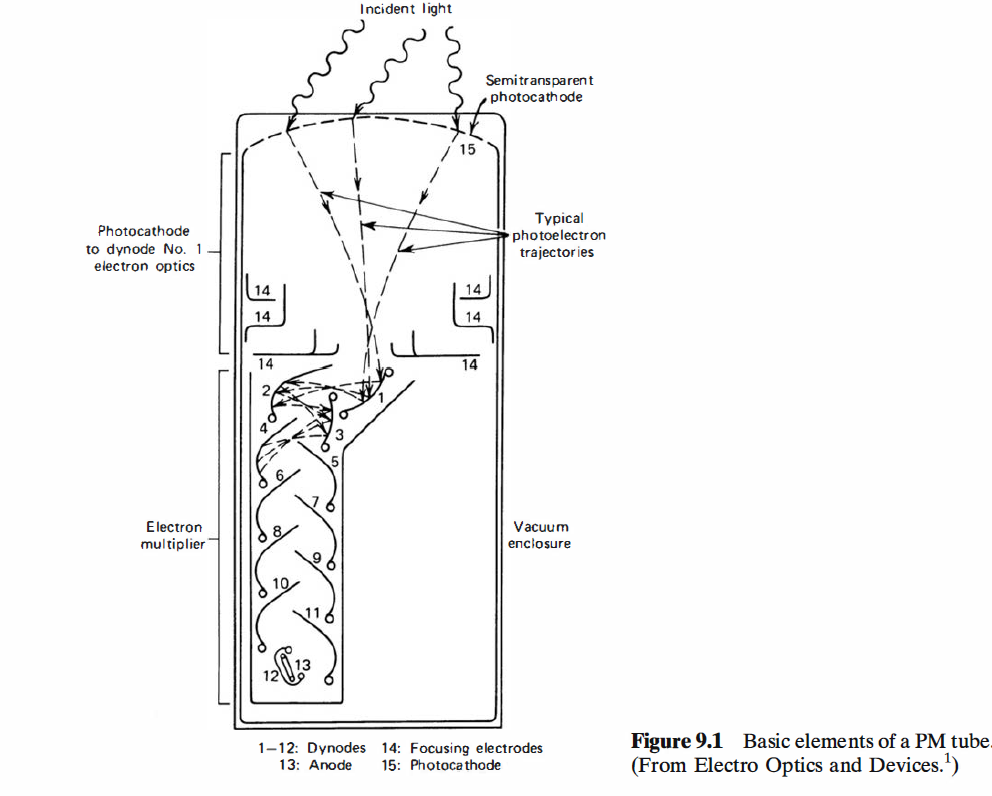 Incident light
Semitransparent
photocathode
15
Photocathode
to dynode No. 1
electron optics
Typical
photoelectron
trajectories
14
14
14
14
14
14
2
1
4
3
5
6
7
8
9
10
11
12
13
Electron
multiplier
Vacuum
enclosure
1–12: Dynodes 14: Focusing electrodes
13: Anode 15: Photocathode
Figure 9.1 Basic elements of a PM tube.
(From Electro Optics and Devices.¹)